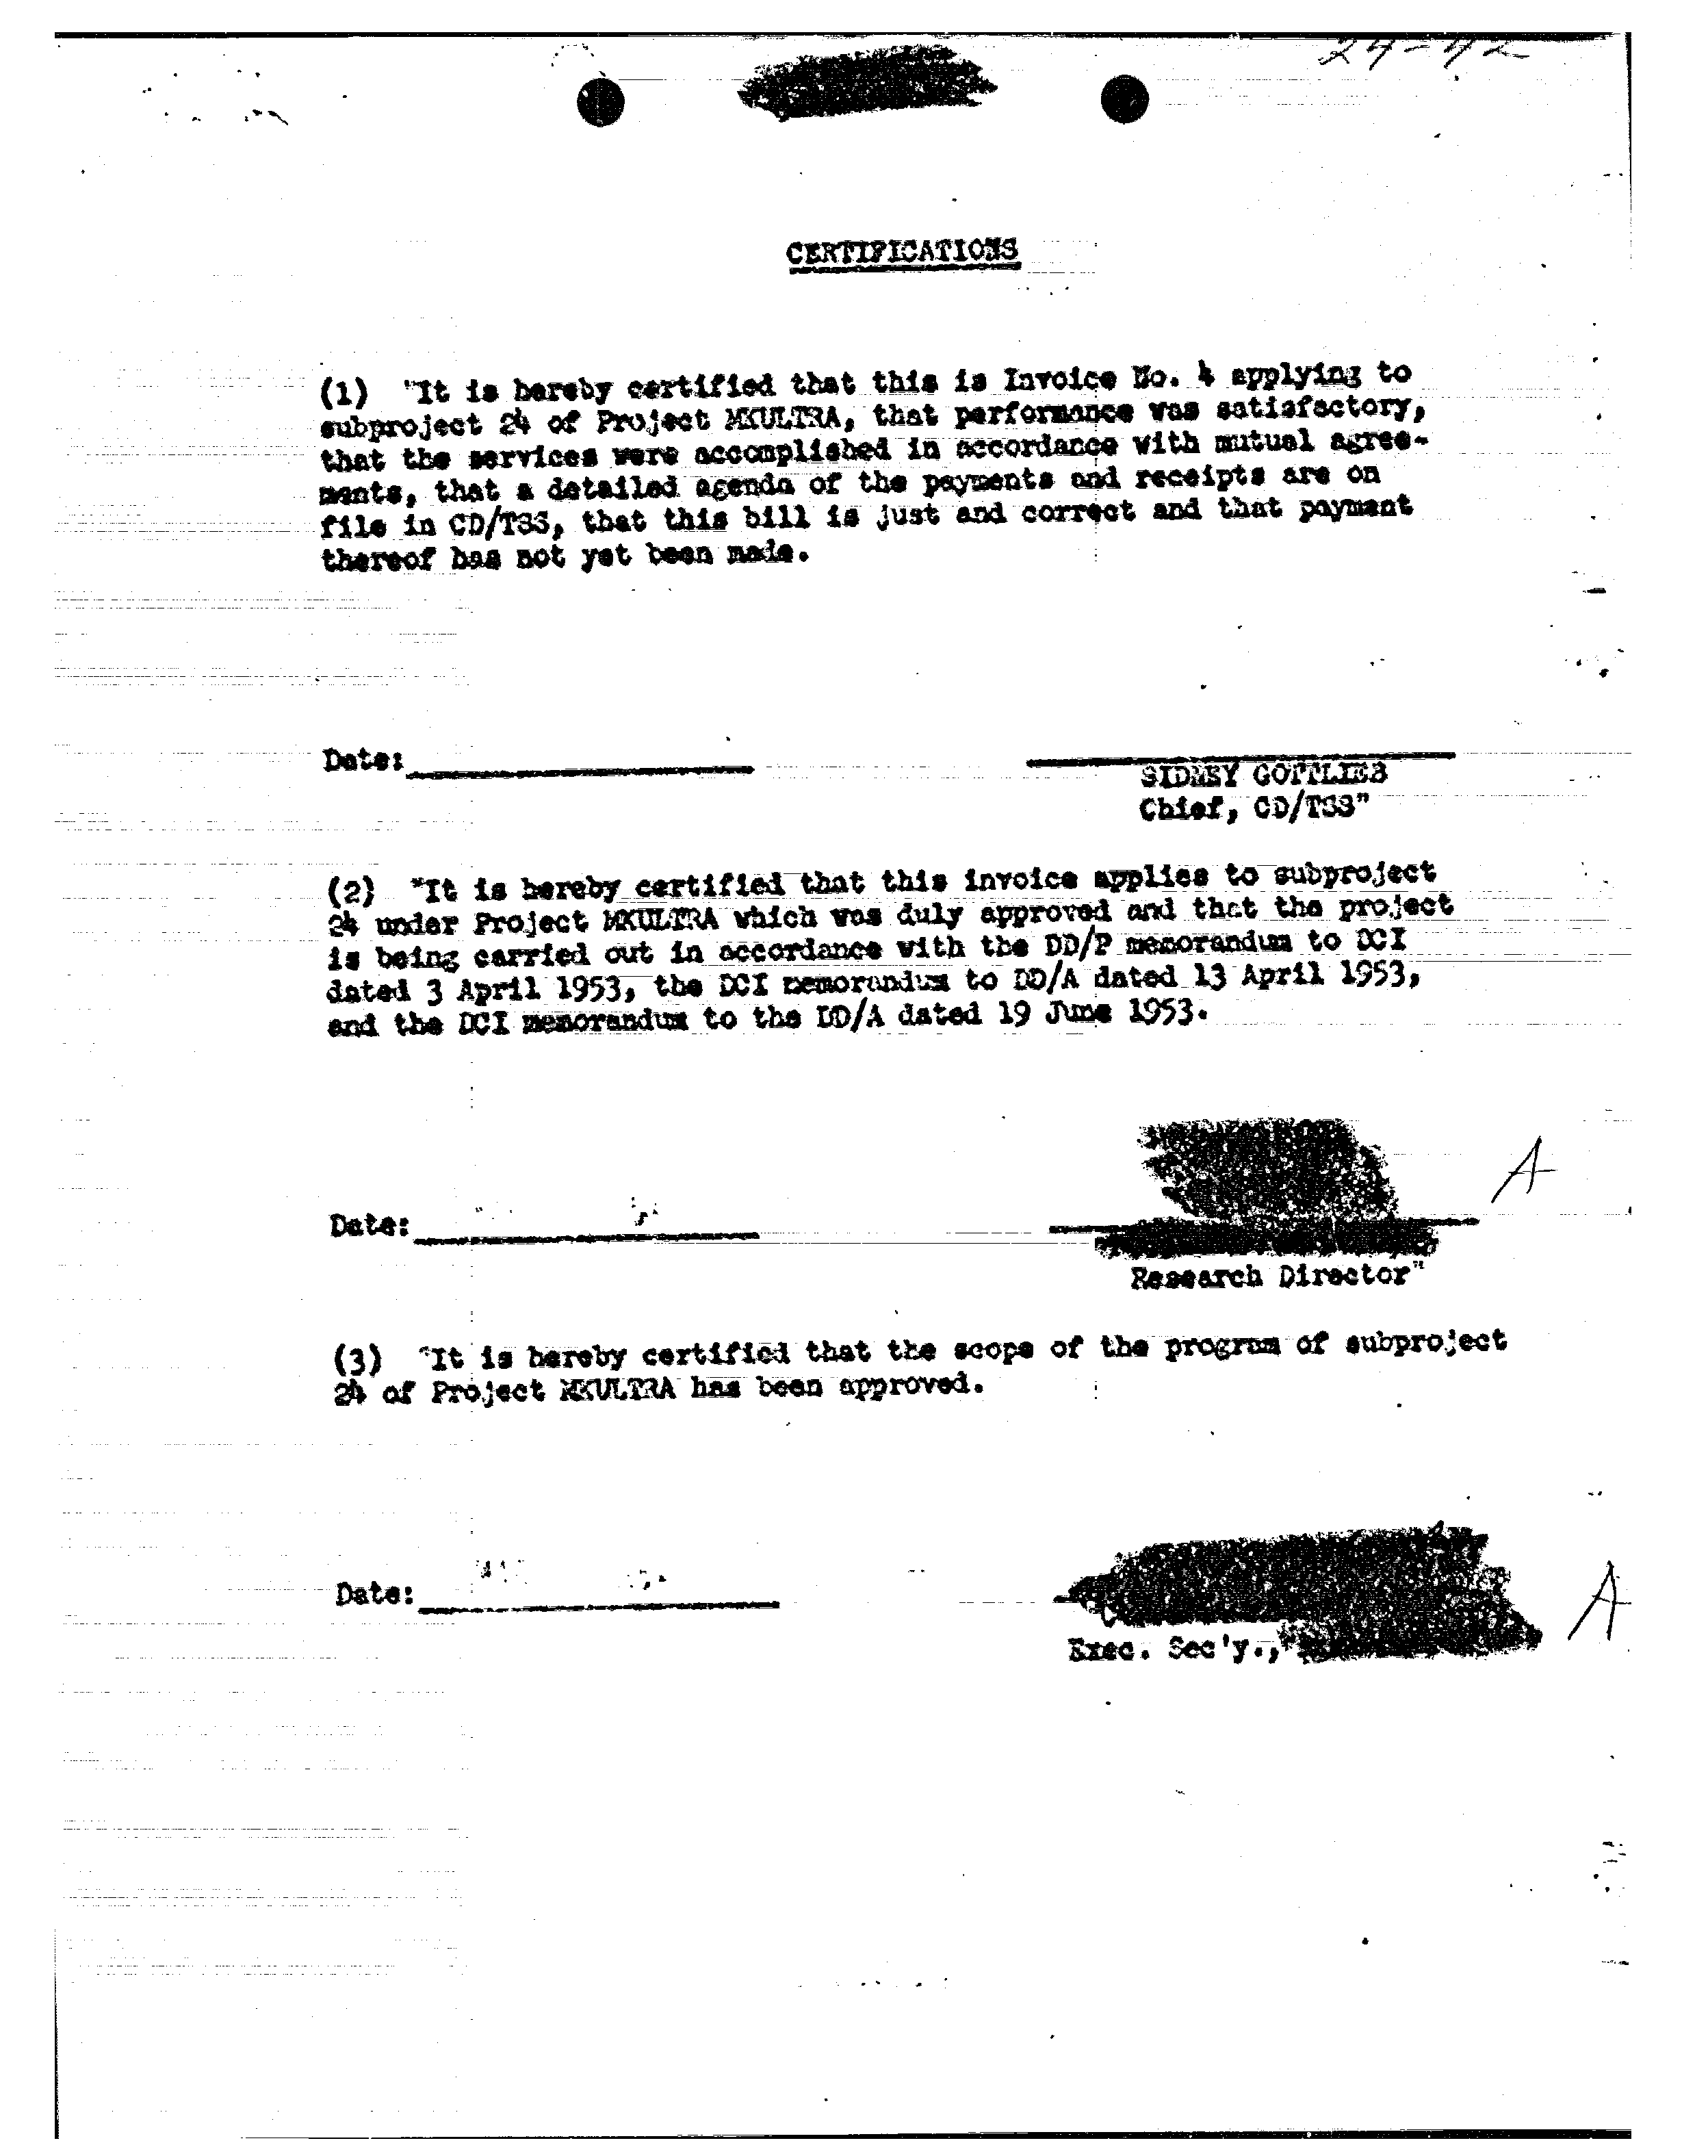 24-42
CERTIFICATIONS
(1) "It is hereby certified that this is Invoice No. 4 applying to
subproject 24 of Project MKULTRA, that performance was satisfactory,
that the services were accomplished in accordance with mutual agree-
ments, that a detailed agenda of the payments and receipts are on
file in CD/TSS, that this bill is just and correct and that payment
thereof has not yet been made.
Date:
SIDNEY GOTTLIEB
Chief, CD/TSS"
(2) "It is hereby certified that this invoice applies to subproject
24 under Project MKULTRA which was duly approved and that the project
is being carried out in accordance with the DD/P memorandum to DCI
dated 3 April 1953, the DCI memorandum to DD/A dated 13 April 1953,
and the DCI memorandum to the DD/A dated 19 June 1953.
A
Date:
Research Director"
(3) "It is hereby certified that the scope of the program of subproject
24 of Project MKULTRA has been approved.
Date:
A
Exec. Sec'y.,